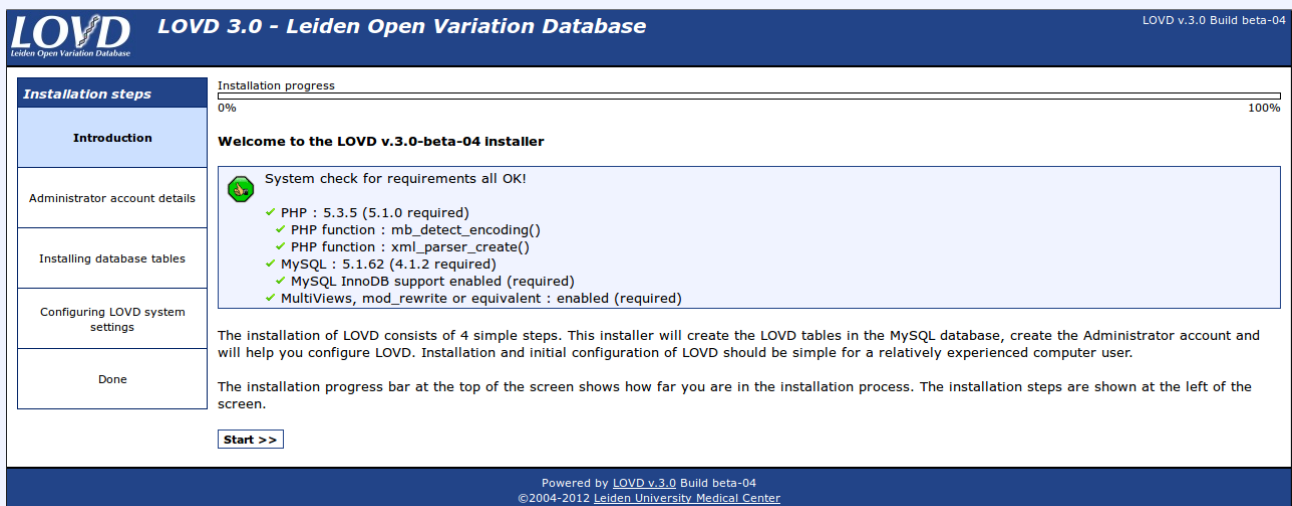 LOVD
Leiden Open Variation Database
LOVD 3.0 - Leiden Open Variation Database
LOVD v.3.0 Build beta-04
Installation steps
Introduction
Administrator account details
Installing database tables
Configuring LOVD system
settings
Done
Installation progress
0%
100%
Welcome to the LOVD v.3.0-beta-04 installer
System check for requirements all OK!
PHP : 5.3.5 (5.1.0 required)
PHP function : mb_detect_encoding()
PHP function : xml_parser_create()
MySQL : 5.1.62 (4.1.2 required)
MySQL InnoDB support enabled (required)
MultiViews, mod_rewrite or equivalent : enabled (required)
The installation of LOVD consists of 4 simple steps. This installer will create the LOVD tables in the MySQL database, create the Administrator account and
will help you configure LOVD. Installation and initial configuration of LOVD should be simple for a relatively experienced computer user.
The installation progress bar at the top of the screen shows how far you are in the installation process. The installation steps are shown at the left of the
screen.
Start >>
Powered by LOVD v.3.0 Build beta-04
©2004-2012 Leiden University Medical Center